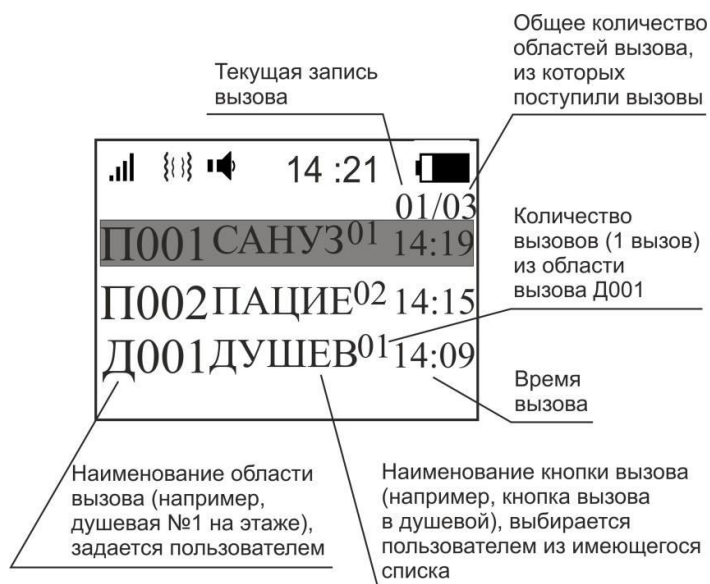 Общее количество
областей вызова,
из которых
поступили вызовы
Текущая запись
вызова
14 :21
01/03
П001 САНУЗ01 14:19
П002 ПАЦИЕ02 14:15
Д001 ДУШЕВ01 14:09
Количество
вызовов (1 вызов)
из области
вызова Д001
Время
вызова
Наименование области
вызова (например,
душевая №1 на этаже),
задается пользователем
Наименование кнопки вызова
(например, кнопка вызова
в душевой), выбирается
пользователем из имеющегося
списка